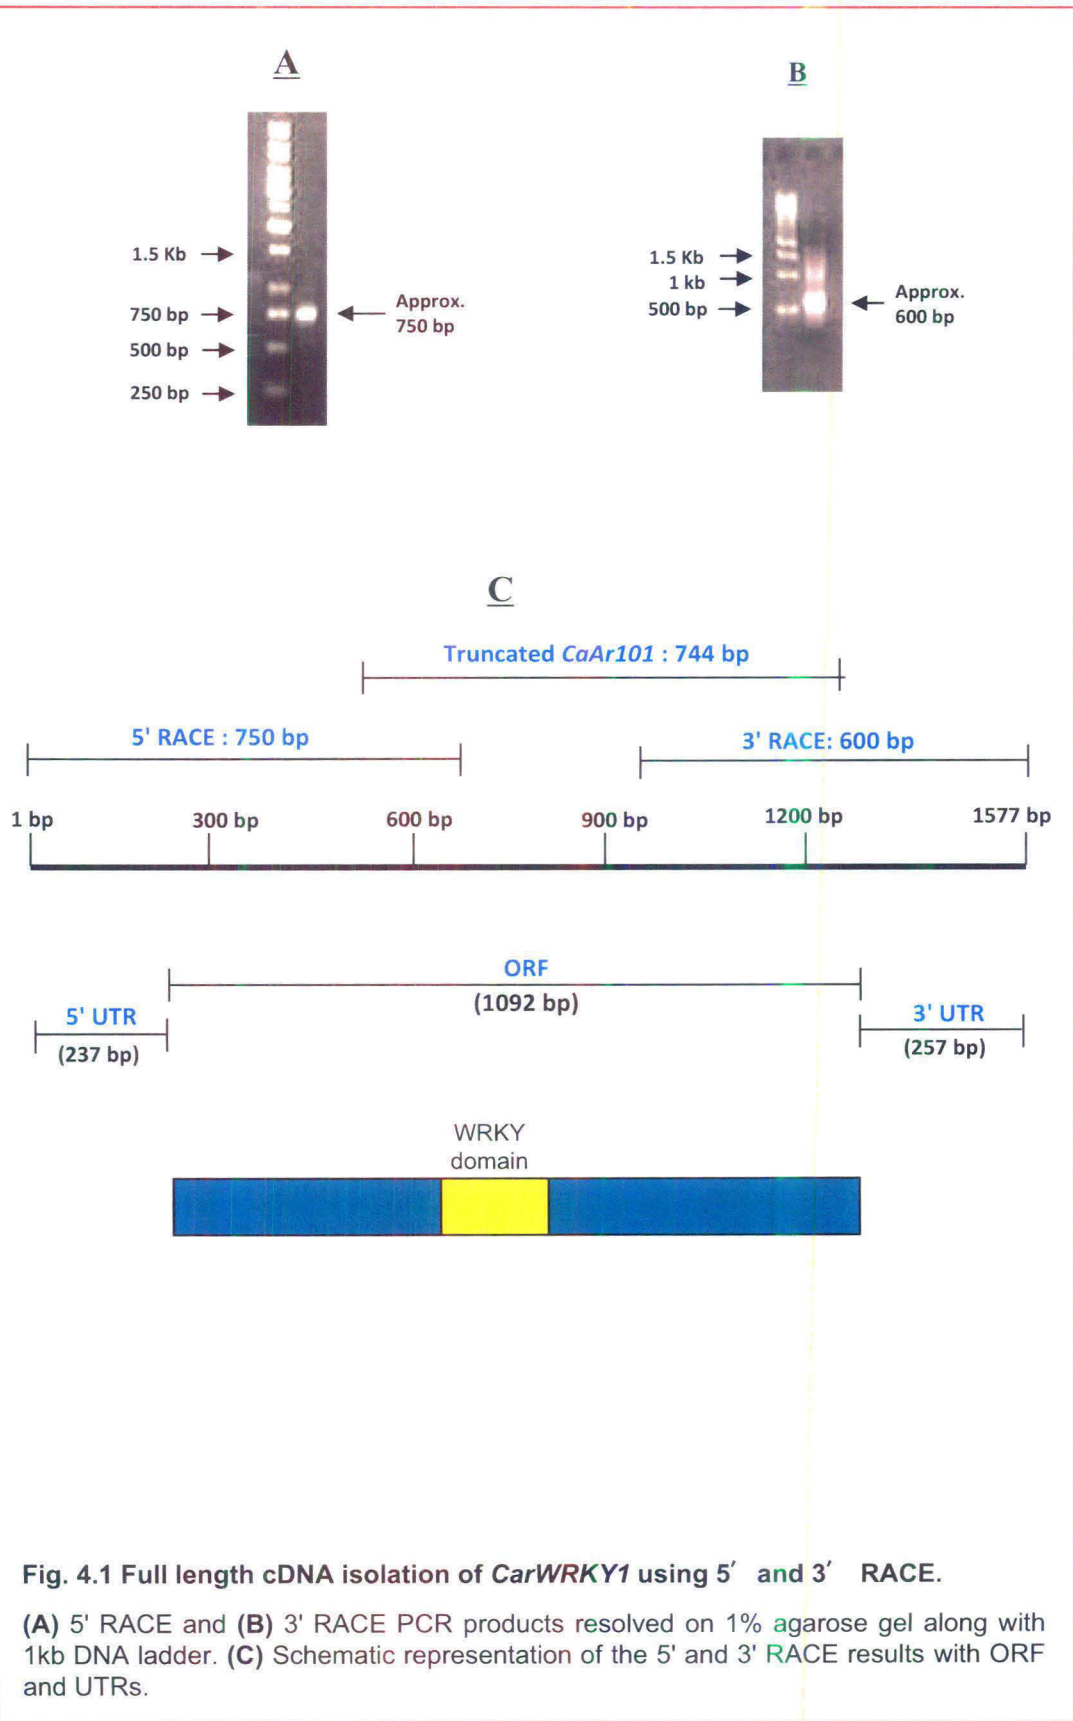 A
B
1.5 Kb
750 bp
500 bp
250 bp
Approx.
750 bp
1.5 Kb
1 kb
500 bp
Approx.
600 bp
C
Truncated CaAr101 : 744 bp
5' RACE : 750 bp
3' RACE: 600 bp
1 bp
300 bp
600 bp
900 bp
1200 bp
1577 bp
ORF
(1092 bp)
5' UTR
(237 bp)
3' UTR
(257 bp)
WRKY
domain
Fig. 4.1 Full length cDNA isolation of CarWRKY1 using 5′ and 3′ RACE.
(A) 5' RACE and (B) 3' RACE PCR products resolved on 1% agarose gel along with
1kb DNA ladder. (C) Schematic representation of the 5' and 3' RACE results with ORF
and UTRs.